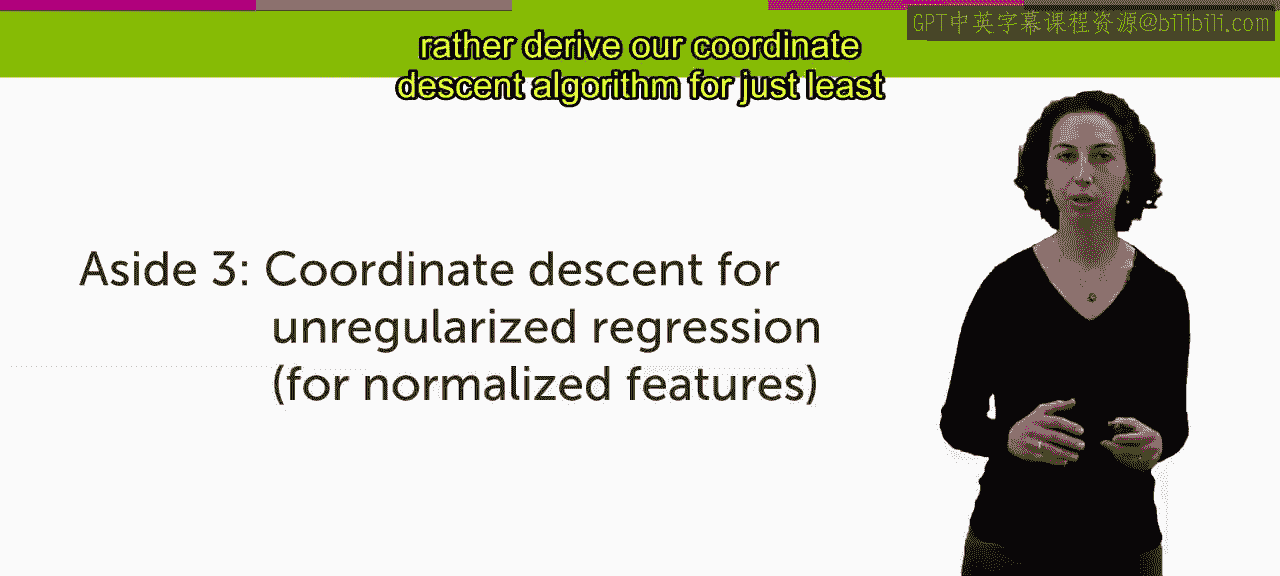 GPT中英字幕课程资源@bilibili.com
rather derive our coordinate
descent algorithm for just least
Aside 3: Coordinate descent for
unregularized regression
(for normalized features)